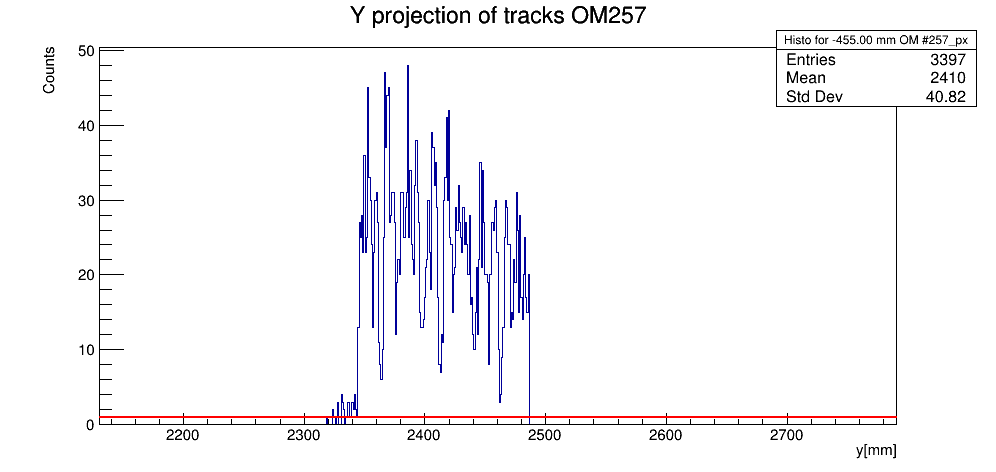 Y projection of tracks OM257
Histo for -455.00 mm OM #257_px
Entries 3397
Mean 2410
Std Dev 40.82
Counts
50
40
30
20
10
0
2200 2300 2400 2500 2600 2700
y[mm]